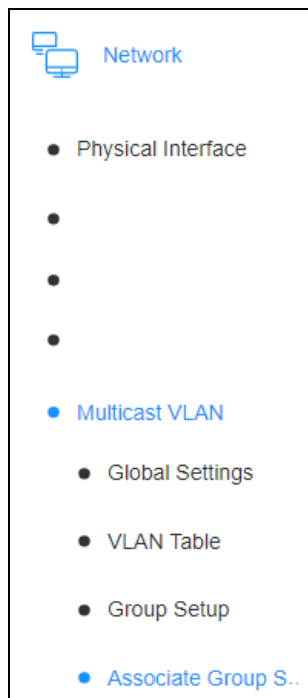 Network
Physical Interface
Multicast VLAN
Global Settings
VLAN Table
Group Setup
Associate Group S..